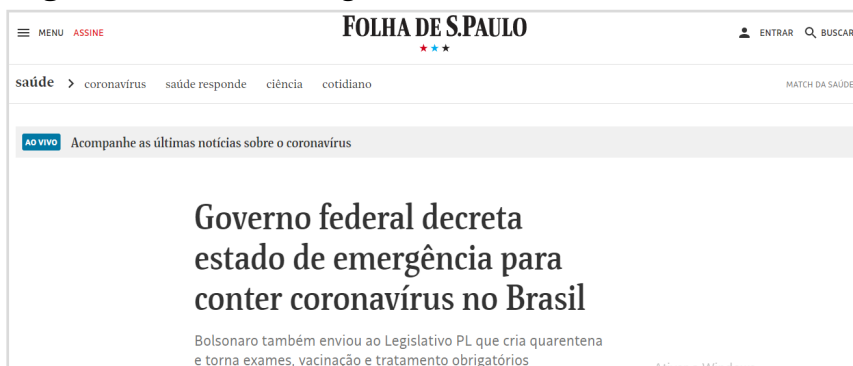 MENU ASSINE FOLHA DE S.PAULO ENTRAR BUSCAR
saúde > coronavírus saúde responde ciência cotidiano MATCH DA SAÚDE
AO VIVO Acompanhe as últimas notícias sobre o coronavírus
Governo federal decreta
estado de emergência para
conter coronavírus no Brasil
Bolsonaro também enviou ao Legislativo PL que cria quarentena
e torna exames, vacinação e tratamento obrigatórios